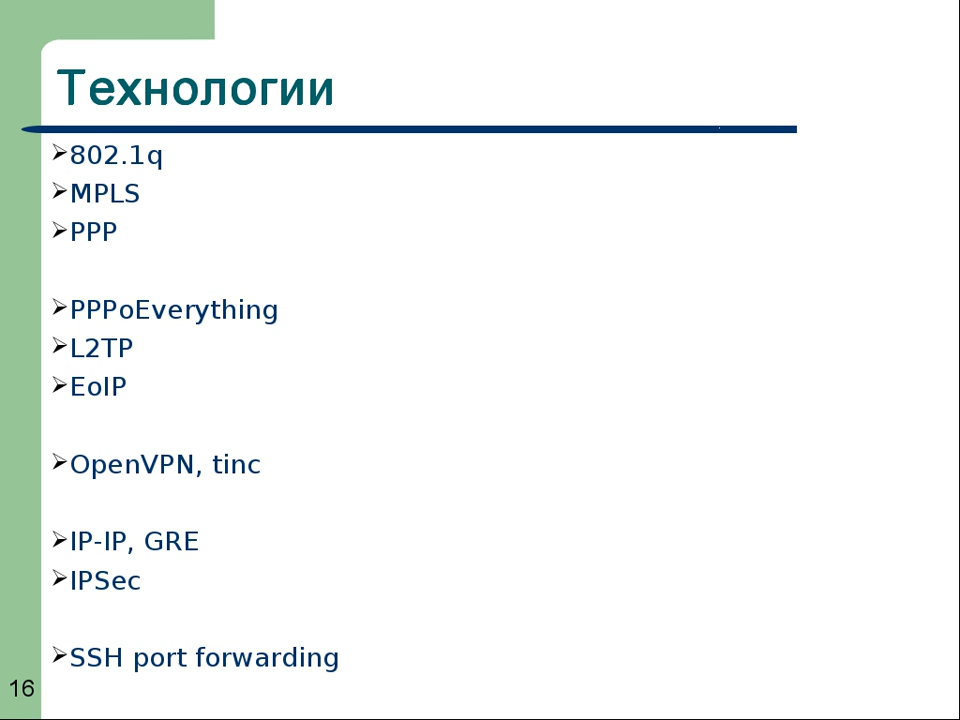 Технологии
802.1q
MPLS
PPP
PPPoEverything
L2TP
EoIP
OpenVPN, tinc
IP-IP, GRE
IPSec
SSH port forwarding
16